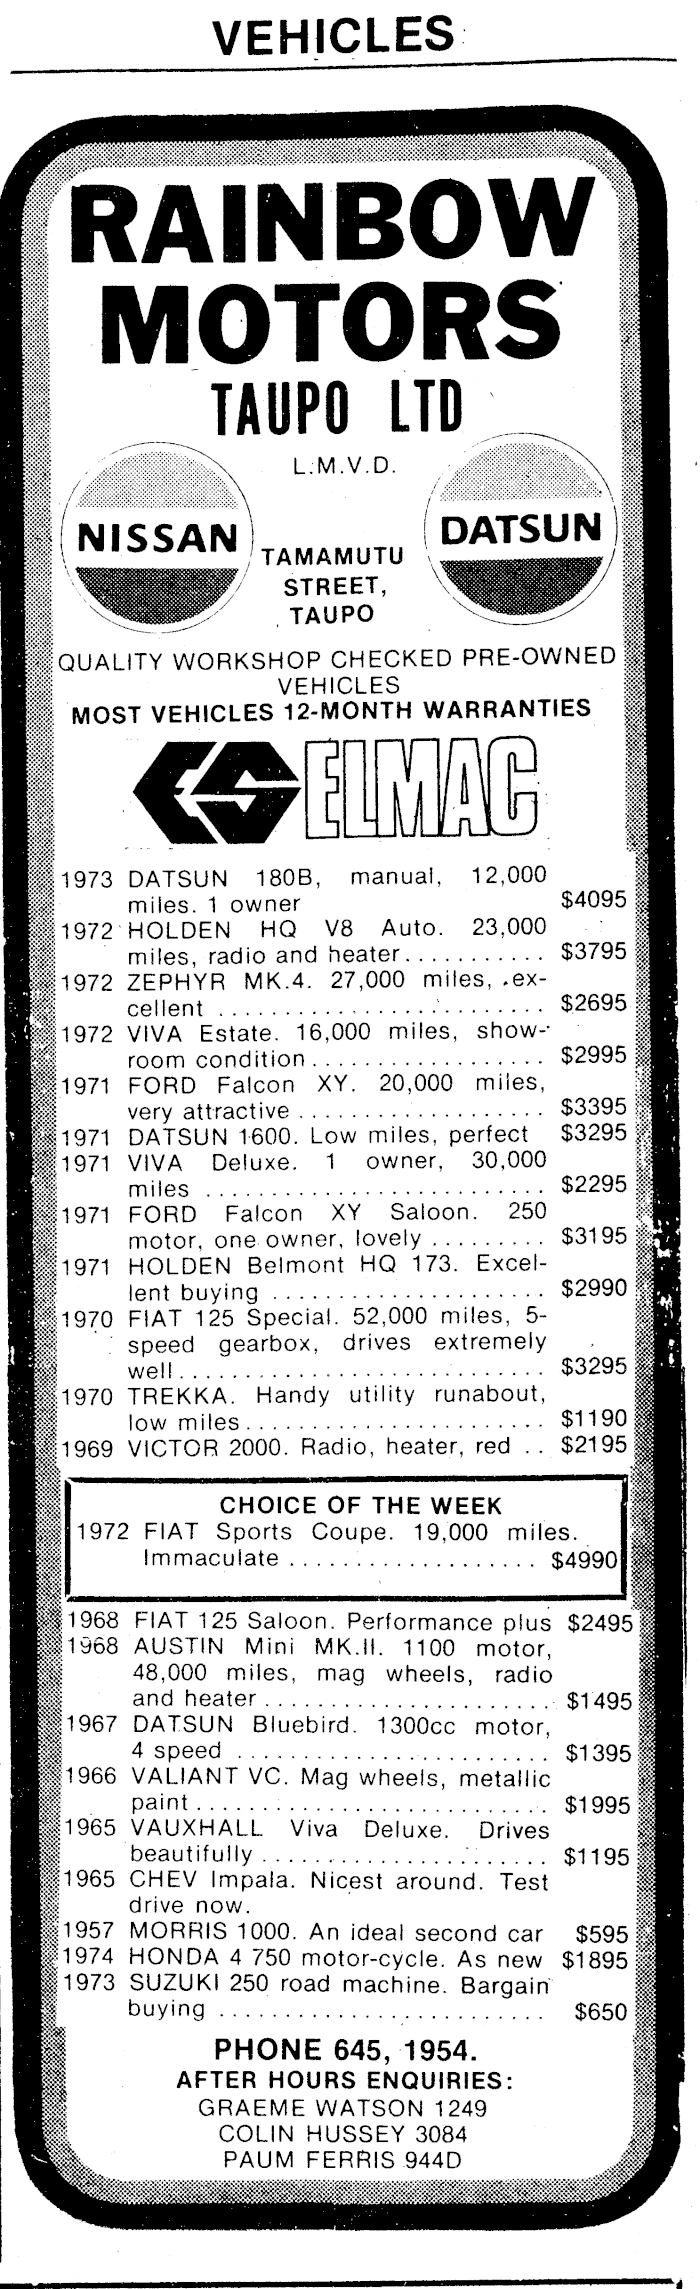 VEHICLES
RAINBOW
MOTORS
TAUPO LTD
L.M.V.D.
NISSAN
DATSUN
TAMAMUTU
STREET,
TAUPO
QUALITY WORKSHOP CHECKED PRE-OWNED
VEHICLES
MOST VEHICLES 12-MONTH WARRANTIES
ES ELMAC
1973 DATSUN 180B, manual, 12,000
miles. 1 owner $4095
1972 HOLDEN HQ V8 Auto. 23,000
miles, radio and heater........... $3795
1972 ZEPHYR MK.4. 27,000 miles, ex-
cellent ......................... $2695
1972 VIVA Estate. 16,000 miles, show-
room condition.................. $2995
1971 FORD Falcon XY. 20,000 miles,
very attractive ................... $3395
1971 DATSUN 1600. Low miles, perfect $3295
1971 VIVA Deluxe. 1 owner, 30,000
miles .......................... $2295
1971 FORD Falcon XY Saloon. 250
motor, one owner, lovely ......... $3195
1971 HOLDEN Belmont HQ 173. Excel-
lent buying ..................... $2990
1970 FIAT 125 Special. 52,000 miles, 5-
speed gearbox, drives extremely
well............................ $3295
1970 TREKKA. Handy utility runabout,
low miles....................... $1190
1969 VICTOR 2000. Radio, heater, red .. $2195
CHOICE OF THE WEEK
1972 FIAT Sports Coupe. 19,000 miles.
Immaculate ................... $4990
1968 FIAT 125 Saloon. Performance plus $2495
1968 AUSTIN Mini MK.II. 1100 motor,
48,000 miles, mag wheels, radio
and heater...................... $1495
1967 DATSUN Bluebird. 1300cc motor,
4 speed ........................ $1395
1966 VALIANT VC. Mag wheels, metallic
paint........................... $1995
1965 VAUXHALL Viva Deluxe. Drives
beautifully ...................... $1195
1965 CHEV Impala. Nicest around. Test
drive now.
1957 MORRIS 1000. An ideal second car $595
1974 HONDA 4 750 motor-cycle. As new $1895
1973 SUZUKI 250 road machine. Bargain
buying ......................... $650
PHONE 645, 1954.
AFTER HOURS ENQUIRIES:
GRAEME WATSON 1249
COLIN HUSSEY 3084
PAUM FERRIS 944D